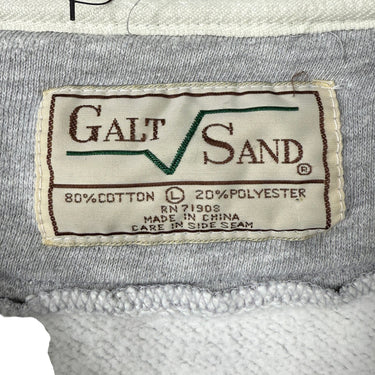 GALT
SAND®
80% COTTON Ⓛ 20% POLYESTER
RN 71908
MADE IN CHINA
CARE IN SIDE SEAM